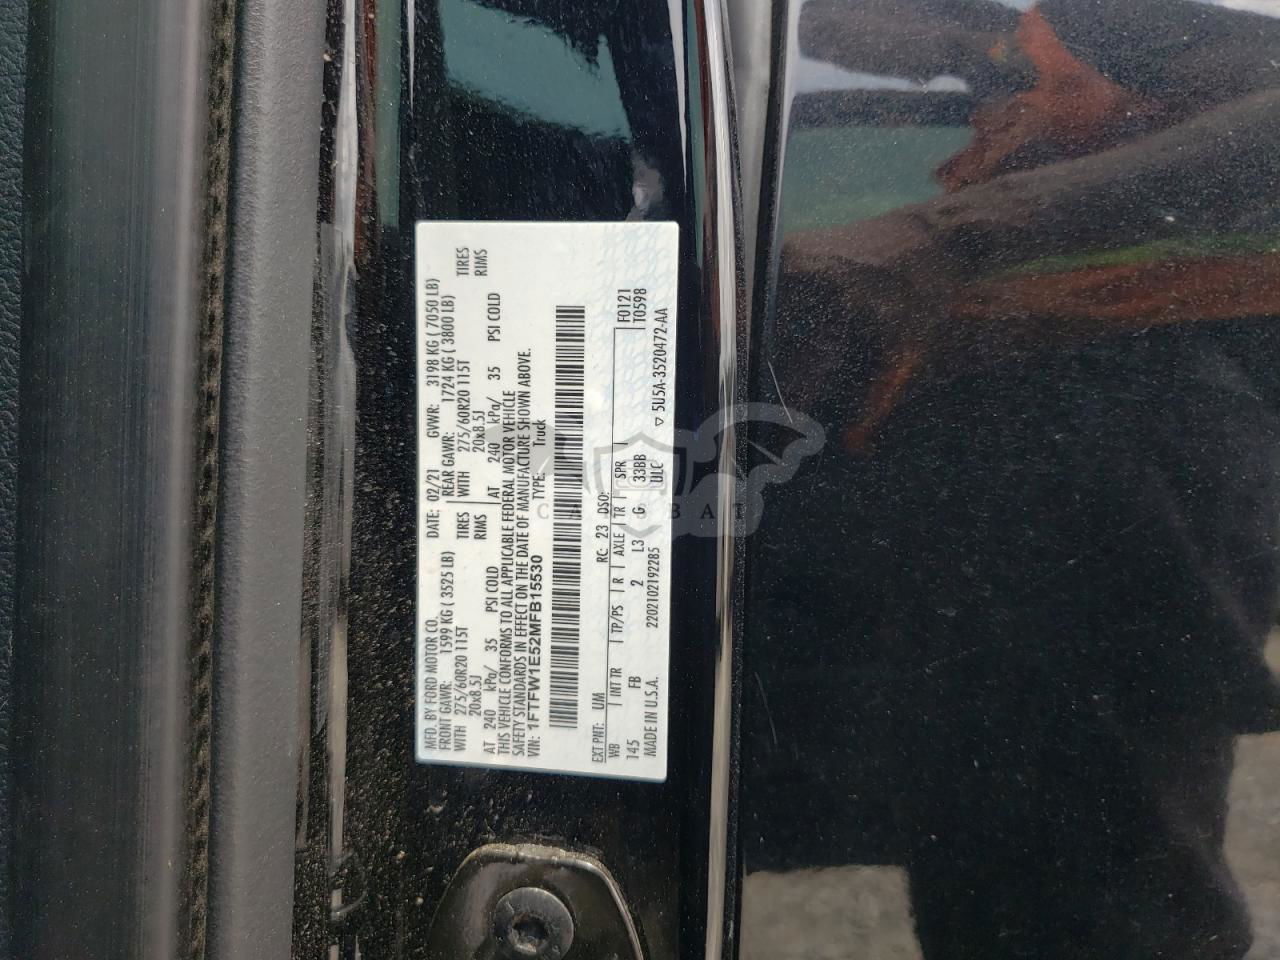 MFD. BY FORD MOTOR CO.
DATE: 02/21 GVWR: 3198 KG ( 7050 LB)
FRONT GAWR: 1599 KG ( 3525 LB) REAR GAWR: 1724 KG ( 3800 LB)
WITH 275/60R20 115T TIRES WITH 275/60R20 115T TIRES
20x8.5J RIMS 20x8.5J RIMS
AT 240 kPa/ 35 PSI COLD AT 240 kPa/ 35 PSI COLD
THIS VEHICLE CONFORMS TO ALL APPLICABLE FEDERAL MOTOR VEHICLE
SAFETY STANDARDS IN EFFECT ON THE DATE OF MANUFACTURE SHOWN ABOVE.
VIN: 1FTFW1E52MFB15530 TYPE: Truck
EXT PNT: UM RC: 23 DSO:
WB INT TR TP/PS R AXLE TR SPR F0121
145 FB 2 L3 G 33BB T0598
MADE IN U.S.A. 2202102192285 ULC ▽ 5U5A-3520472-AA
CARSBAT